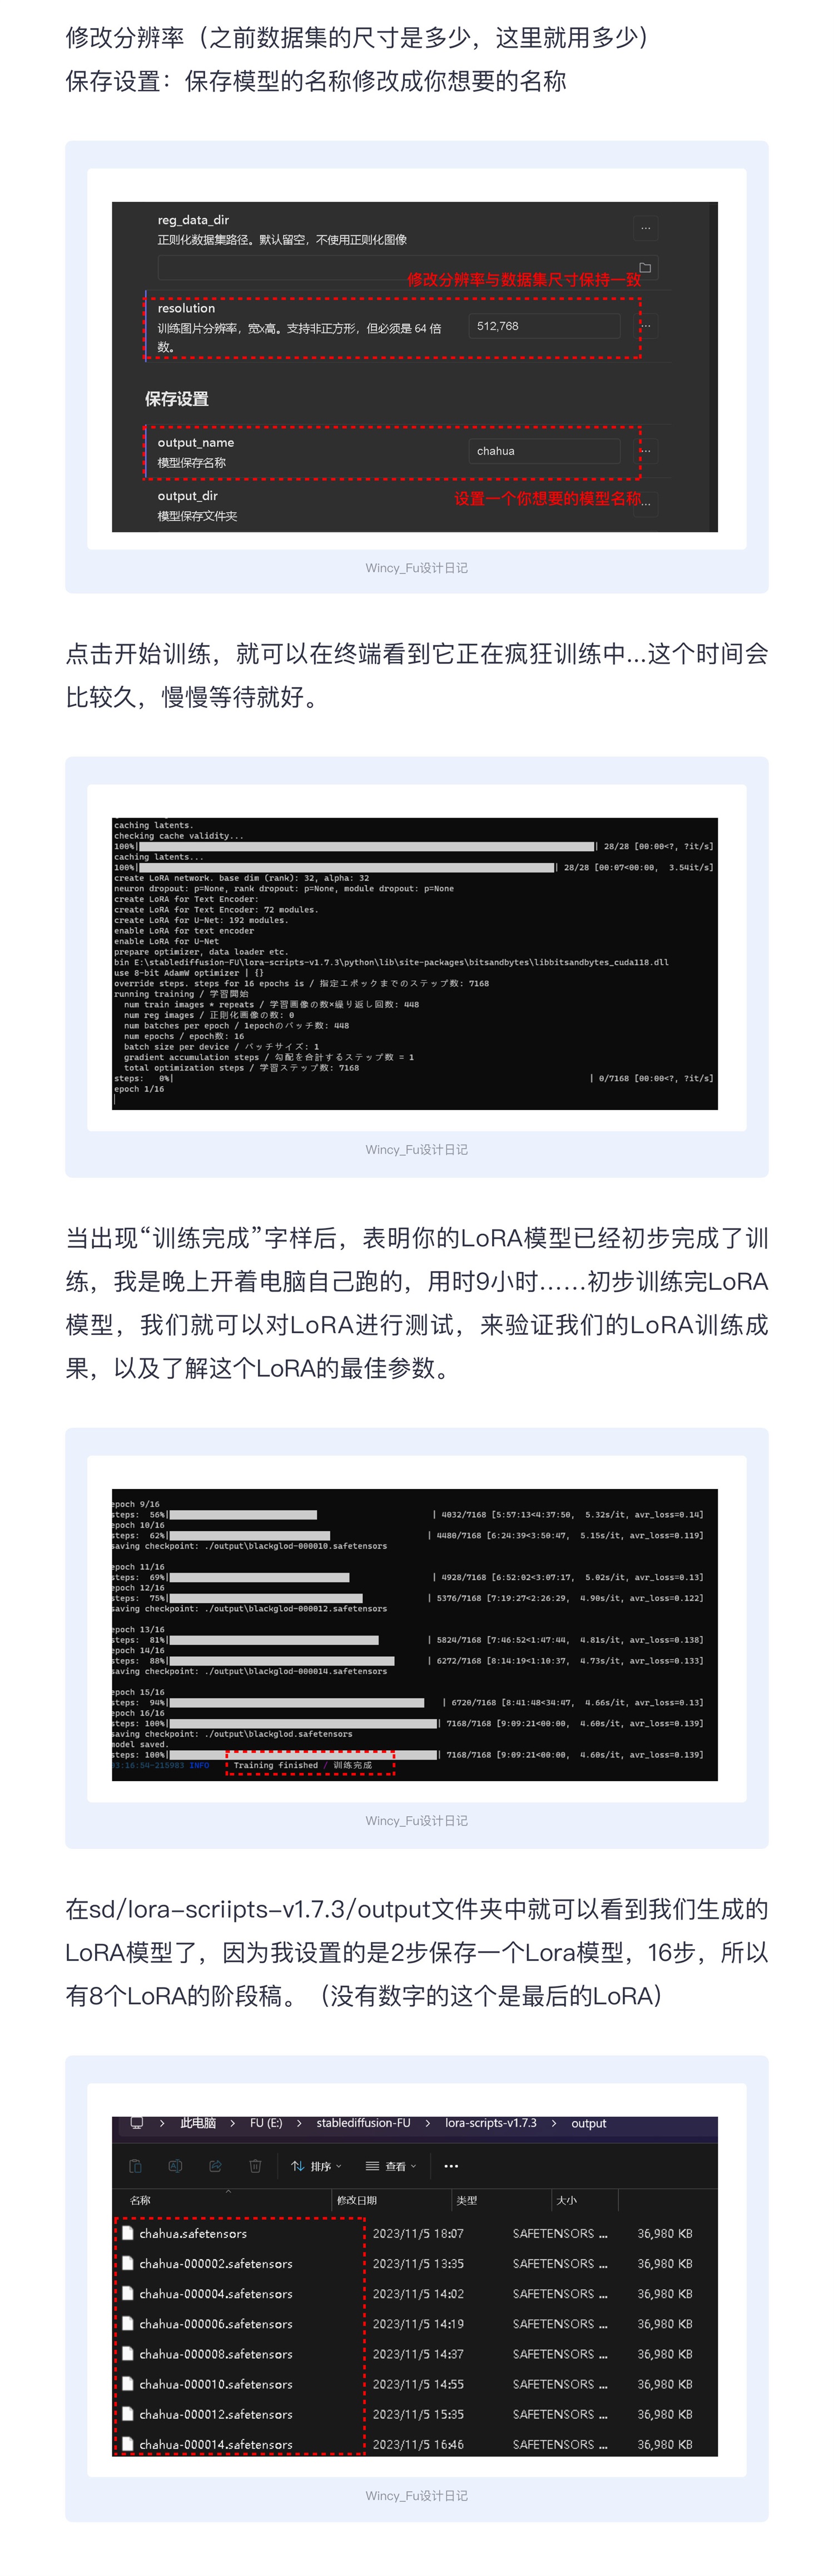 修改分辨率（之前数据集的尺寸是多少，这里就用多少）
保存设置：保存模型的名称修改成你想要的名称
reg_data_dir
正则化数据集路径。默认留空，不使用正则化图像
...
修改分辨率与数据集尺寸保持一致
resolution
训练图片分辨率，宽x高。支持非正方形，但必须是 64 倍
数。
512,768
...
保存设置
output_name
模型保存名称
chahua
...
设置一个你想要的模型名称
output_dir
模型保存文件夹
...
Wincy_Fu设计日记
点击开始训练，就可以在终端看到它正在疯狂训练中...这个时间会
比较久，慢慢等待就好。
caching latents.
checking cache validity...
100%| | 28/28 [00:00<?, ?it/s]
caching latents...
100%| | 28/28 [00:07<00:00, 3.54it/s]
create LoRA network. base dim (rank): 32, alpha: 32
neuron dropout: p=None, rank dropout: p=None, module dropout: p=None
create LoRA for Text Encoder:
create LoRA for Text Encoder: 72 modules.
create LoRA for U-Net: 192 modules.
enable LoRA for text encoder
enable LoRA for U-Net
prepare optimizer, data loader etc.
bin E:\stablediffusion-FU\lora-scripts-v1.7.3\python\lib\site-packages\bitsandbytes\libbitsandbytes_cuda118.dll
use 8-bit AdamW optimizer | {}
override steps. steps for 16 epochs is / 指定エポックまでのステップ数: 7168
running training / 学習開始
num train images * repeats / 学習画像の数×繰り返し回数: 448
num reg images / 正則化画像の数: 0
num batches per epoch / 1epochのバッチ数: 448
num epochs / epoch数: 16
batch size per device / バッチサイズ: 1
gradient accumulation steps / 勾配を合計するステップ数 = 1
total optimization steps / 学習ステップ数: 7168
steps: 0%| | 0/7168 [00:00<?, ?it/s]
epoch 1/16
Wincy_Fu设计日记
当出现“训练完成”字样后，表明你的LoRA模型已经初步完成了训
练，我是晚上开着电脑自己跑的，用时9小时……初步训练完LoRA
模型，我们就可以对LoRA进行测试，来验证我们的LoRA训练成
果，以及了解这个LoRA的最佳参数。
epoch 9/16
steps: 56%| | 4032/7168 [5:57:13<4:37:50, 5.32s/it, avr_loss=0.14]
epoch 10/16
steps: 62%| | 4480/7168 [6:24:39<3:50:47, 5.15s/it, avr_loss=0.119]
saving checkpoint: ./output\blackglod-000010.safetensors
epoch 11/16
steps: 69%| | 4928/7168 [6:52:02<3:07:17, 5.02s/it, avr_loss=0.13]
epoch 12/16
steps: 75%| | 5376/7168 [7:19:27<2:26:29, 4.90s/it, avr_loss=0.122]
saving checkpoint: ./output\blackglod-000012.safetensors
epoch 13/16
steps: 81%| | 5824/7168 [7:46:52<1:47:44, 4.81s/it, avr_loss=0.138]
epoch 14/16
steps: 88%| | 6272/7168 [8:14:19<1:10:37, 4.73s/it, avr_loss=0.133]
saving checkpoint: ./output\blackglod-000014.safetensors
epoch 15/16
steps: 94%| | 6720/7168 [8:41:48<34:47, 4.66s/it, avr_loss=0.13]
epoch 16/16
steps: 100%| | 7168/7168 [9:09:21<00:00, 4.60s/it, avr_loss=0.139]
saving checkpoint: ./output\blackglod.safetensors
model saved.
steps: 100%| | 7168/7168 [9:09:21<00:00, 4.60s/it, avr_loss=0.139]
03:16:54-215983 INFO Training finished / 训练完成
Wincy_Fu设计日记
在sd/lora-scriipts-v1.7.3/output文件夹中就可以看到我们生成的
LoRA模型了，因为我设置的是2步保存一个Lora模型，16步，所以
有8个LoRA的阶段稿。（没有数字的这个是最后的LoRA）
> 此电脑 > FU (E:) > stablediffusion-FU > lora-scripts-v1.7.3 > output
排序 查看 ...
名称 修改日期 类型 大小
chahua.safetensors 2023/11/5 18:07 SAFETENSORS ... 36,980 KB
chahua-000002.safetensors 2023/11/5 13:35 SAFETENSORS ... 36,980 KB
chahua-000004.safetensors 2023/11/5 14:02 SAFETENSORS ... 36,980 KB
chahua-000006.safetensors 2023/11/5 14:19 SAFETENSORS ... 36,980 KB
chahua-000008.safetensors 2023/11/5 14:37 SAFETENSORS ... 36,980 KB
chahua-000010.safetensors 2023/11/5 14:55 SAFETENSORS ... 36,980 KB
chahua-000012.safetensors 2023/11/5 15:35 SAFETENSORS ... 36,980 KB
chahua-000014.safetensors 2023/11/5 16:46 SAFETENSORS ... 36,980 KB
Wincy_Fu设计日记